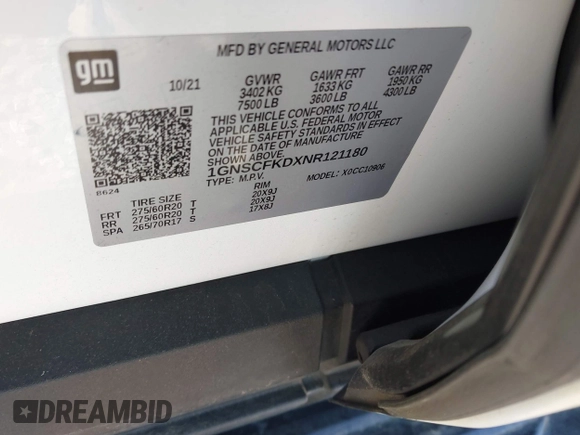 MFD BY GENERAL MOTORS LLC
gm
10/21 GVWR GAWR FRT GAWR RR
3402 KG 1633 KG 1950 KG
7500 LB 3600 LB 4300 LB
THIS VEHICLE CONFORMS TO ALL
APPLICABLE U.S. FEDERAL MOTOR
VEHICLE SAFETY STANDARDS IN EFFECT
ON THE DATE OF MANUFACTURE
SHOWN ABOVE.
1GNSCFKDXNR121180
TYPE: M.P.V. MODEL: X0CC10906
8624
TIRE SIZE RIM
FRT 275/60R20 T 20X9J
RR 275/60R20 T 20X9J
SPA 265/70R17 S 17X8J
DREAMBID